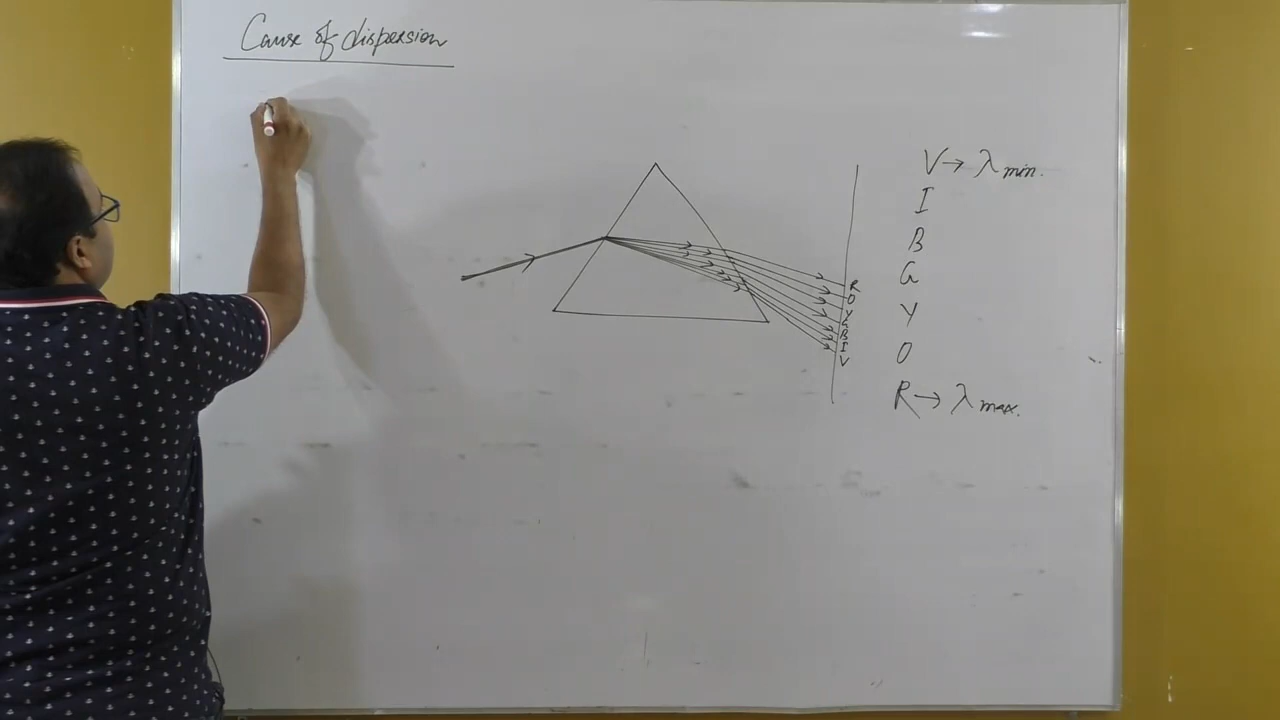 Cause of dispersion
V → λ min.
I
B
G
Y
O
R → λ max.
R
O
Y
G
B
I
V